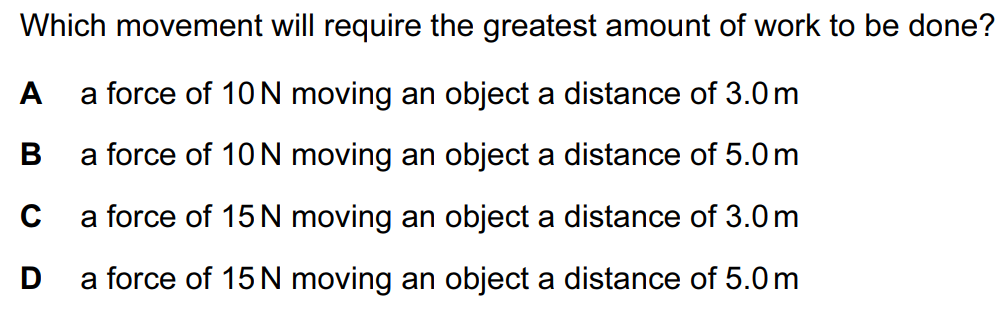 Which movement will require the greatest amount of work to be done?
A a force of 10 N moving an object a distance of 3.0 m
B a force of 10 N moving an object a distance of 5.0 m
C a force of 15 N moving an object a distance of 3.0 m
D a force of 15 N moving an object a distance of 5.0 m